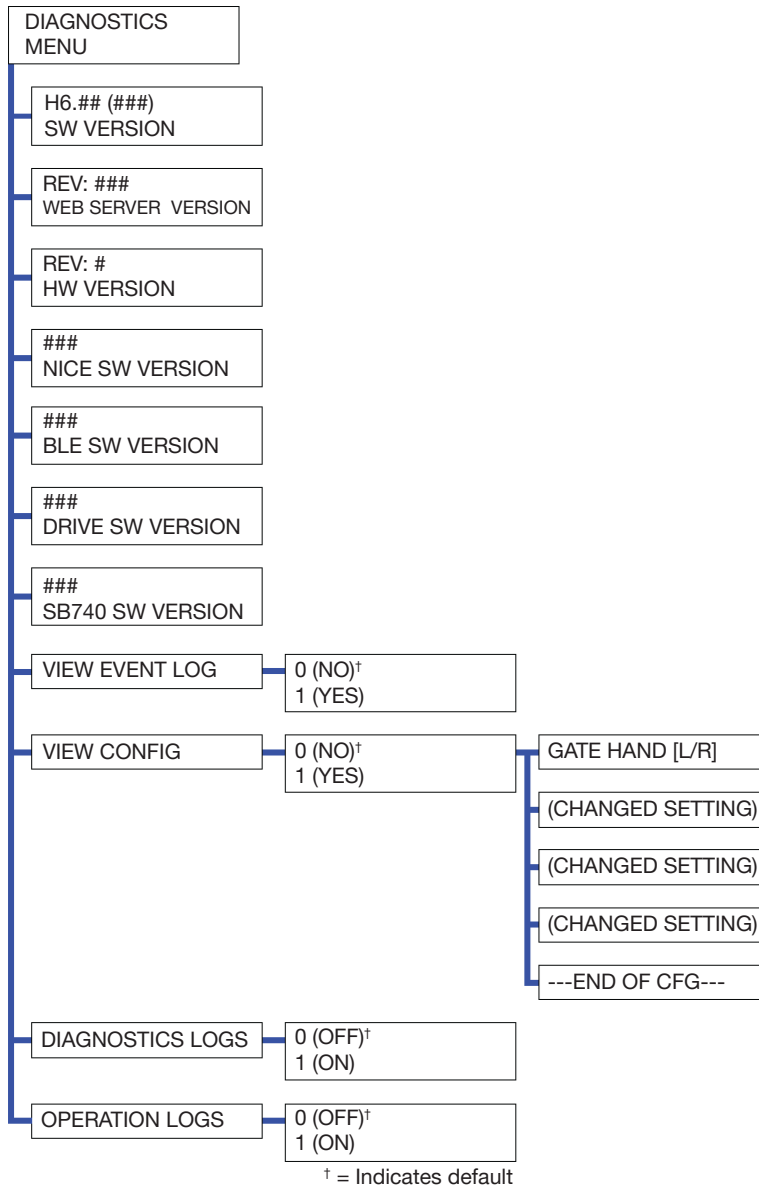 DIAGNOSTICS
MENU
H6.## (###)
SW VERSION
REV: ###
WEB SERVER VERSION
REV: #
HW VERSION
###
NICE SW VERSION
###
BLE SW VERSION
###
DRIVE SW VERSION
###
SB740 SW VERSION
VIEW EVENT LOG
0 (NO)†
1 (YES)
VIEW CONFIG
0 (NO)†
1 (YES)
GATE HAND [L/R]
(CHANGED SETTING)
(CHANGED SETTING)
(CHANGED SETTING)
---END OF CFG---
DIAGNOSTICS LOGS
0 (OFF)†
1 (ON)
OPERATION LOGS
0 (OFF)†
1 (ON)
† = Indicates default